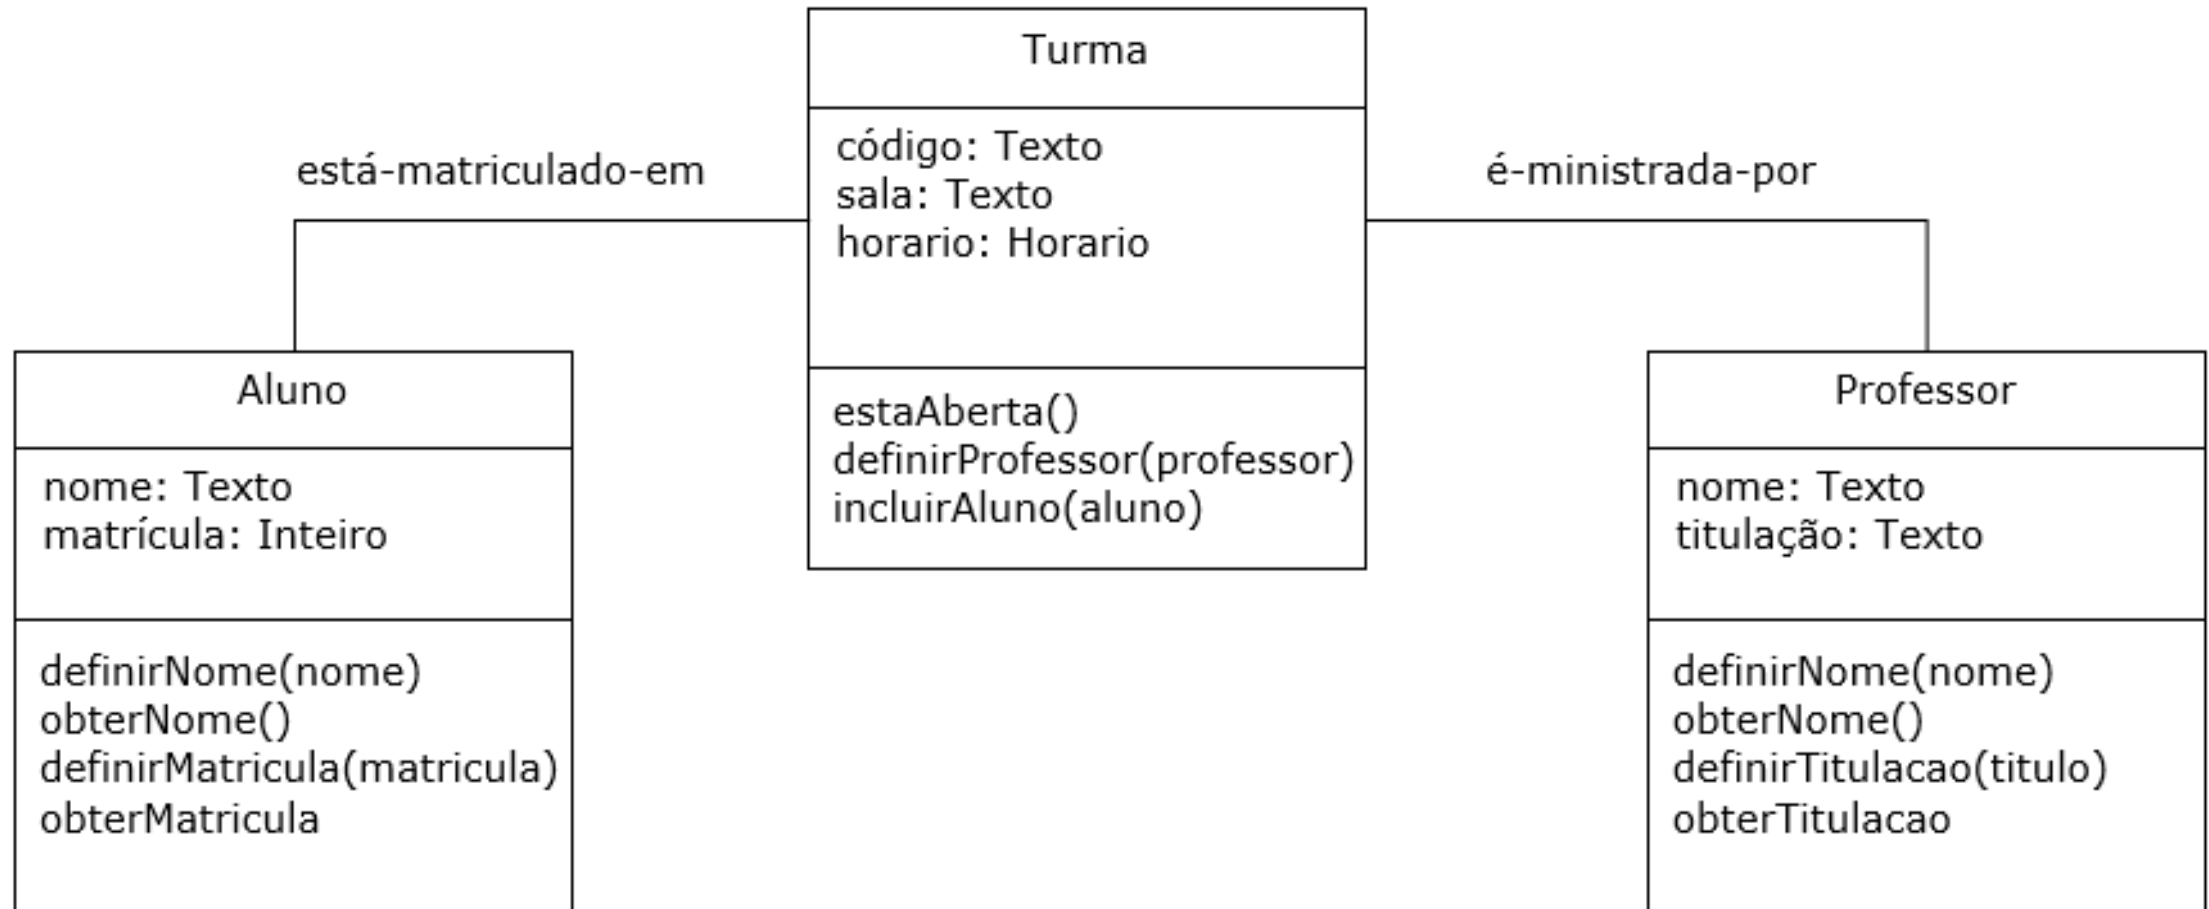 Turma
código: Texto
sala: Texto
horario: Horario
estaAberta()
definirProfessor(professor)
incluirAluno(aluno)
está-matriculado-em
é-ministrada-por
Aluno
nome: Texto
matrícula: Inteiro
definirNome(nome)
obterNome()
definirMatricula(matricula)
obterMatricula
Professor
nome: Texto
titulação: Texto
definirNome(nome)
obterNome()
definirTitulacao(titulo)
obterTitulacao